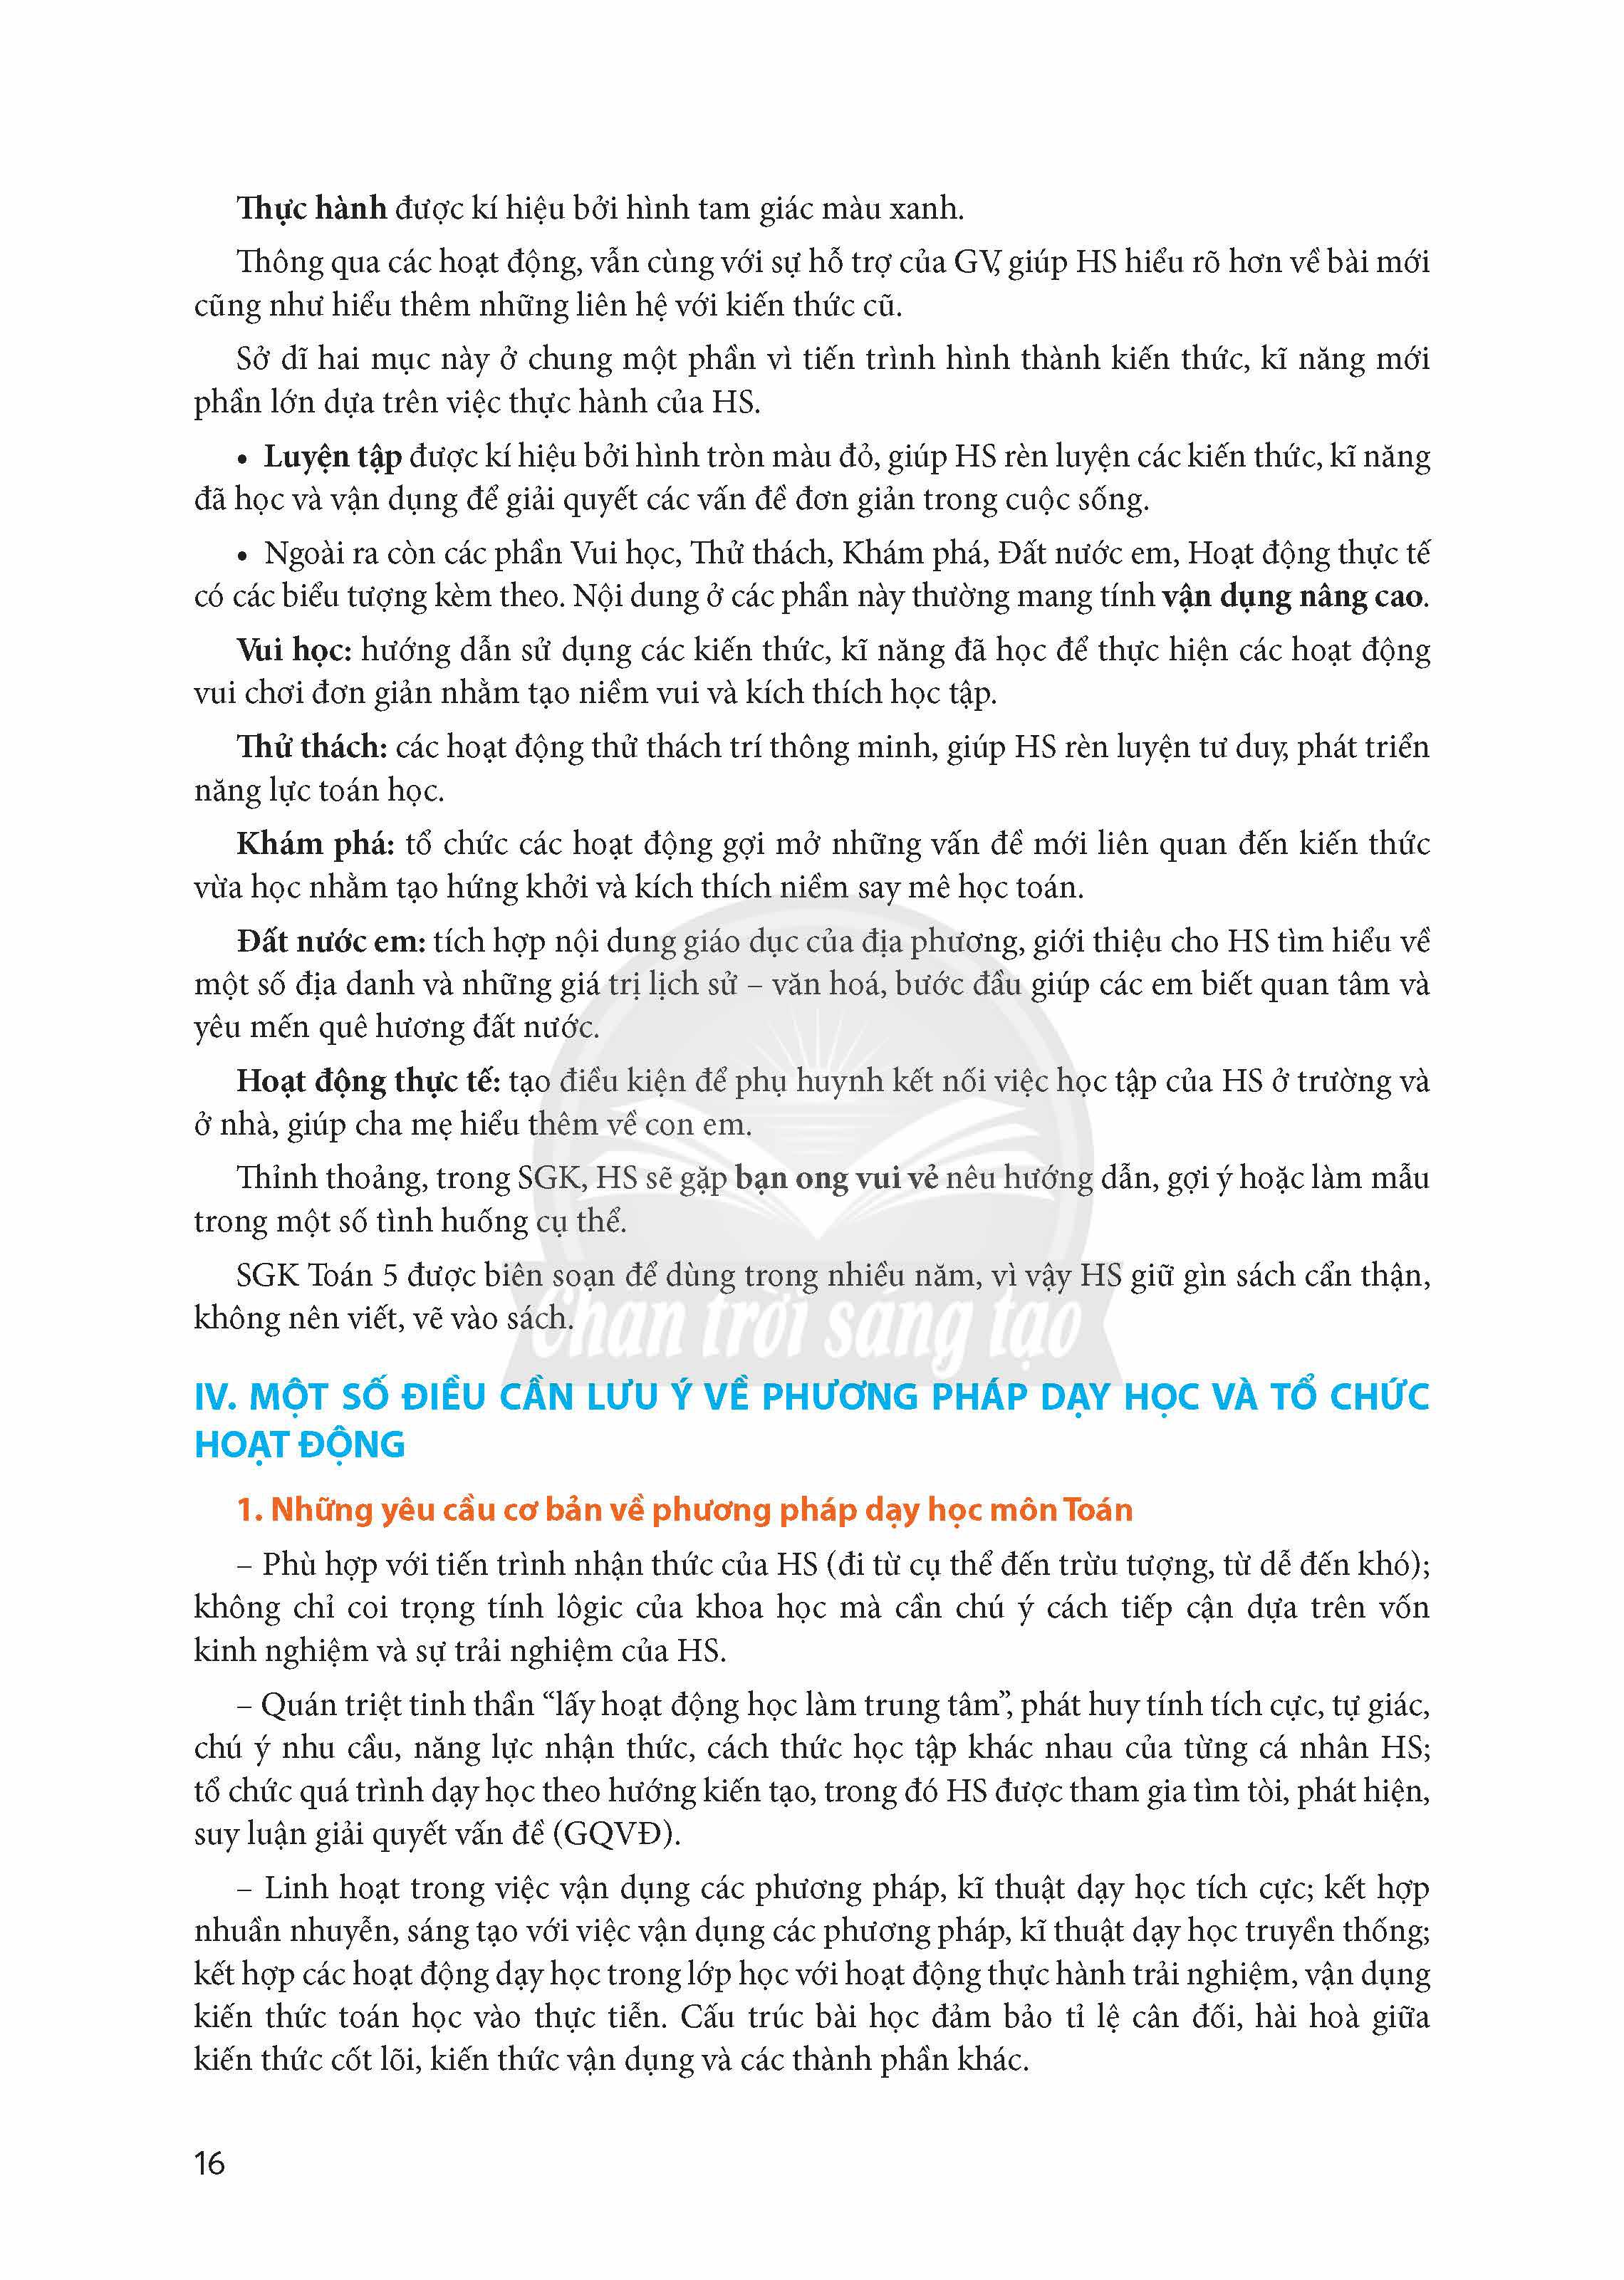 Thực hành được kí hiệu bởi hình tam giác màu xanh.
Thông qua các hoạt động, vẫn cùng với sự hỗ trợ của GV, giúp HS hiểu rõ hơn về bài mới
cũng như hiểu thêm những liên hệ với kiến thức cũ.
Sở dĩ hai mục này ở chung một phần vì tiến trình hình thành kiến thức, kĩ năng mới
phần lớn dựa trên việc thực hành của HS.
• Luyện tập được kí hiệu bởi hình tròn màu đỏ, giúp HS rèn luyện các kiến thức, kĩ năng
đã học và vận dụng để giải quyết các vấn đề đơn giản trong cuộc sống.
• Ngoài ra còn các phần Vui học, Thử thách, Khám phá, Đất nước em, Hoạt động thực tế
có các biểu tượng kèm theo. Nội dung ở các phần này thường mang tính vận dụng nâng cao.
Vui học: hướng dẫn sử dụng các kiến thức, kĩ năng đã học để thực hiện các hoạt động
vui chơi đơn giản nhằm tạo niềm vui và kích thích học tập.
Thử thách: các hoạt động thử thách trí thông minh, giúp HS rèn luyện tư duy, phát triển
năng lực toán học.
Khám phá: tổ chức các hoạt động gợi mở những vấn đề mới liên quan đến kiến thức
vừa học nhằm tạo hứng khởi và kích thích niềm say mê học toán.
Đất nước em: tích hợp nội dung giáo dục của địa phương, giới thiệu cho HS tìm hiểu về
một số địa danh và những giá trị lịch sử – văn hoá, bước đầu giúp các em biết quan tâm và
yêu mến quê hương đất nước.
Hoạt động thực tế: tạo điều kiện để phụ huynh kết nối việc học tập của HS ở trường và
ở nhà, giúp cha mẹ hiểu thêm về con em.
Thỉnh thoảng, trong SGK, HS sẽ gặp bạn ong vui vẻ nêu hướng dẫn, gợi ý hoặc làm mẫu
trong một số tình huống cụ thể.
SGK Toán 5 được biên soạn để dùng trong nhiều năm, vì vậy HS giữ gìn sách cẩn thận,
không nên viết, vẽ vào sách.
Chân trời sáng tạo
IV. MỘT SỐ ĐIỀU CẦN LƯU Ý VỀ PHƯƠNG PHÁP DẠY HỌC VÀ TỔ CHỨC
HOẠT ĐỘNG
1. Những yêu cầu cơ bản về phương pháp dạy học môn Toán
– Phù hợp với tiến trình nhận thức của HS (đi từ cụ thể đến trừu tượng, từ dễ đến khó);
không chỉ coi trọng tính lôgic của khoa học mà cần chú ý cách tiếp cận dựa trên vốn
kinh nghiệm và sự trải nghiệm của HS.
– Quán triệt tinh thần “lấy hoạt động học làm trung tâm”, phát huy tính tích cực, tự giác,
chú ý nhu cầu, năng lực nhận thức, cách thức học tập khác nhau của từng cá nhân HS;
tổ chức quá trình dạy học theo hướng kiến tạo, trong đó HS được tham gia tìm tòi, phát hiện,
suy luận giải quyết vấn đề (GQVĐ).
– Linh hoạt trong việc vận dụng các phương pháp, kĩ thuật dạy học tích cực; kết hợp
nhuần nhuyễn, sáng tạo với việc vận dụng các phương pháp, kĩ thuật dạy học truyền thống;
kết hợp các hoạt động dạy học trong lớp học với hoạt động thực hành trải nghiệm, vận dụng
kiến thức toán học vào thực tiễn. Cấu trúc bài học đảm bảo tỉ lệ cân đối, hài hoà giữa
kiến thức cốt lõi, kiến thức vận dụng và các thành phần khác.
16